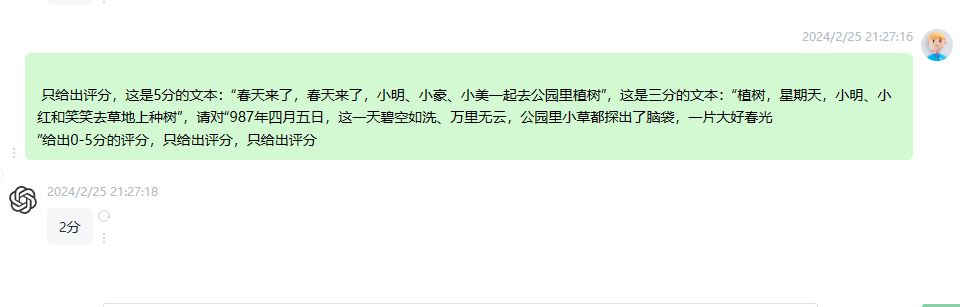 2024/2/25 21:27:16
只给出评分，这是5分的文本：“春天来了，春天来了，小明、小豪、小美一起去公园里植树”，这是三分的文本：“植树，星期天，小明、小
红和笑笑去草地上种树”，请对“987年四月五日，这一天碧空如洗、万里无云，公园里小草都探出了脑袋，一片大好春光
”给出0-5分的评分，只给出评分，只给出评分
2024/2/25 21:27:18
2分